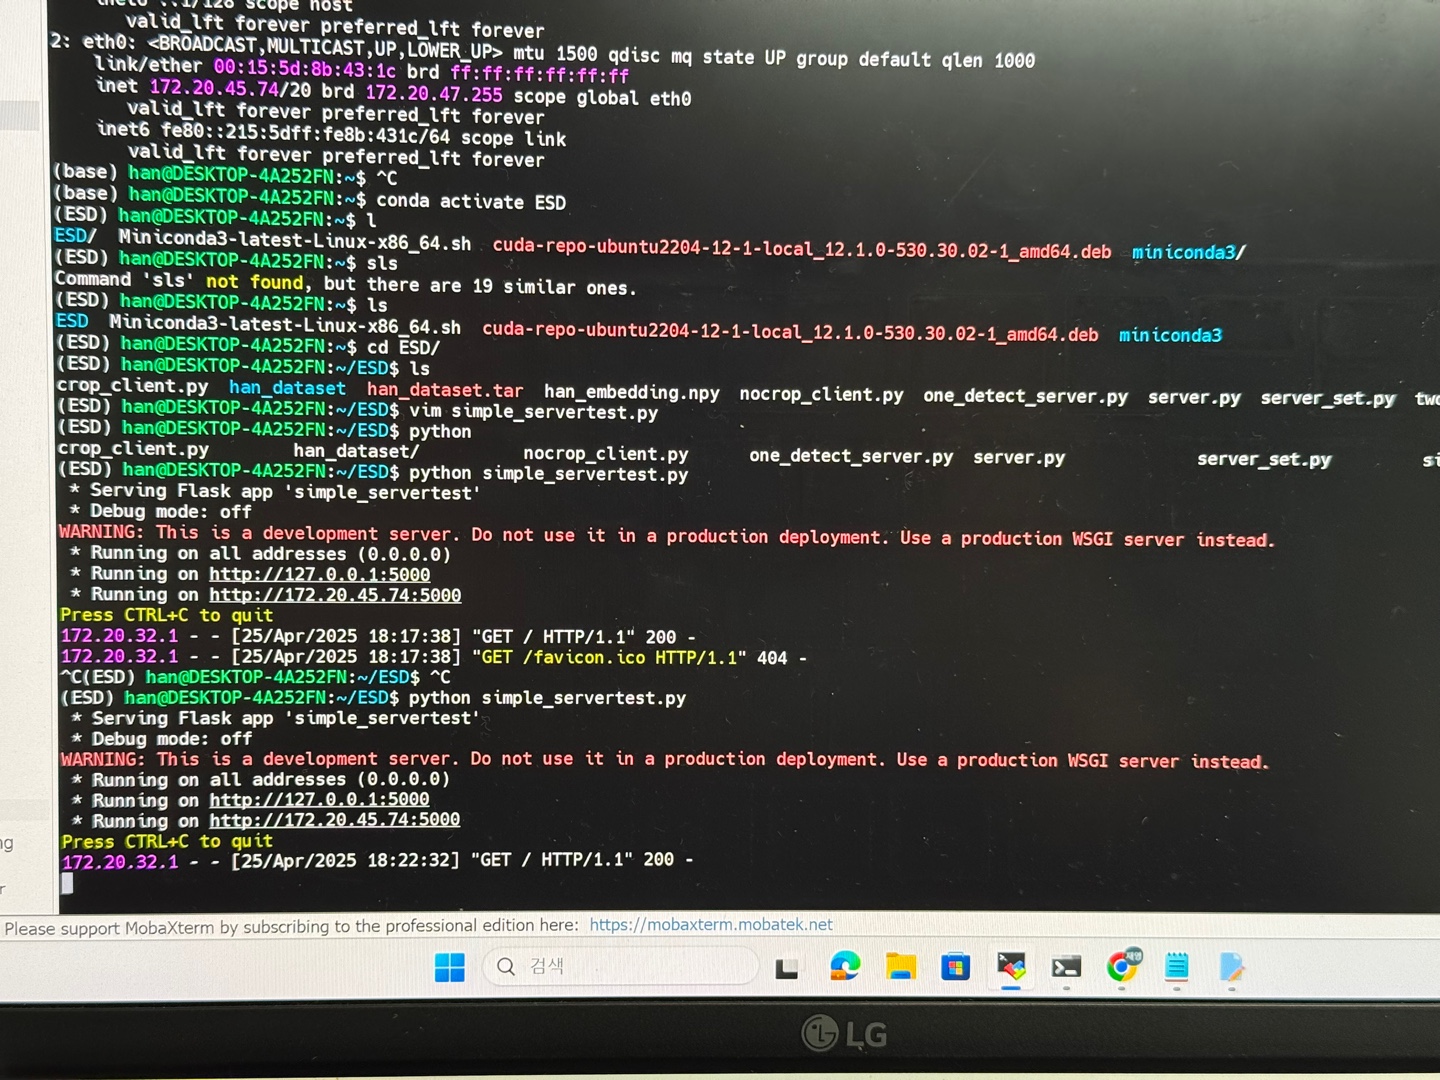 inet6 ::1/128 scope host
valid_lft forever preferred_lft forever
2: eth0: <BROADCAST,MULTICAST,UP,LOWER_UP> mtu 1500 qdisc mq state UP group default qlen 1000
link/ether 00:15:5d:8b:43:1c brd ff:ff:ff:ff:ff:ff
inet 172.20.45.74/20 brd 172.20.47.255 scope global eth0
valid_lft forever preferred_lft forever
inet6 fe80::215:5dff:fe8b:431c/64 scope link
valid_lft forever preferred_lft forever
(base) han@DESKTOP-4A252FN:~$ ^C
(base) han@DESKTOP-4A252FN:~$ conda activate ESD
(ESD) han@DESKTOP-4A252FN:~$ l
ESD/ Miniconda3-latest-Linux-x86_64.sh cuda-repo-ubuntu2204-12-1-local_12.1.0-530.30.02-1_amd64.deb miniconda3/
(ESD) han@DESKTOP-4A252FN:~$ sls
Command 'sls' not found, but there are 19 similar ones.
(ESD) han@DESKTOP-4A252FN:~$ ls
ESD Miniconda3-latest-Linux-x86_64.sh cuda-repo-ubuntu2204-12-1-local_12.1.0-530.30.02-1_amd64.deb miniconda3
(ESD) han@DESKTOP-4A252FN:~$ cd ESD/
(ESD) han@DESKTOP-4A252FN:~/ESD$ ls
crop_client.py han_dataset han_dataset.tar han_embedding.npy nocrop_client.py one_detect_server.py server.py server_set.py two
(ESD) han@DESKTOP-4A252FN:~/ESD$ vim simple_servertest.py
(ESD) han@DESKTOP-4A252FN:~/ESD$ python
crop_client.py han_dataset/ nocrop_client.py one_detect_server.py server.py server_set.py si
(ESD) han@DESKTOP-4A252FN:~/ESD$ python simple_servertest.py
* Serving Flask app 'simple_servertest'
* Debug mode: off
WARNING: This is a development server. Do not use it in a production deployment. Use a production WSGI server instead.
* Running on all addresses (0.0.0.0)
* Running on http://127.0.0.1:5000
* Running on http://172.20.45.74:5000
Press CTRL+C to quit
172.20.32.1 - - [25/Apr/2025 18:17:38] "GET / HTTP/1.1" 200 -
172.20.32.1 - - [25/Apr/2025 18:17:38] "GET /favicon.ico HTTP/1.1" 404 -
^C(ESD) han@DESKTOP-4A252FN:~/ESD$ ^C
(ESD) han@DESKTOP-4A252FN:~/ESD$ python simple_servertest.py
* Serving Flask app 'simple_servertest'
* Debug mode: off
WARNING: This is a development server. Do not use it in a production deployment. Use a production WSGI server instead.
* Running on all addresses (0.0.0.0)
* Running on http://127.0.0.1:5000
* Running on http://172.20.45.74:5000
Press CTRL+C to quit
172.20.32.1 - - [25/Apr/2025 18:22:32] "GET / HTTP/1.1" 200 -
ng
r
Please support MobaXterm by subscribing to the professional edition here: https://mobaxterm.mobatek.net
검색
재영
LG